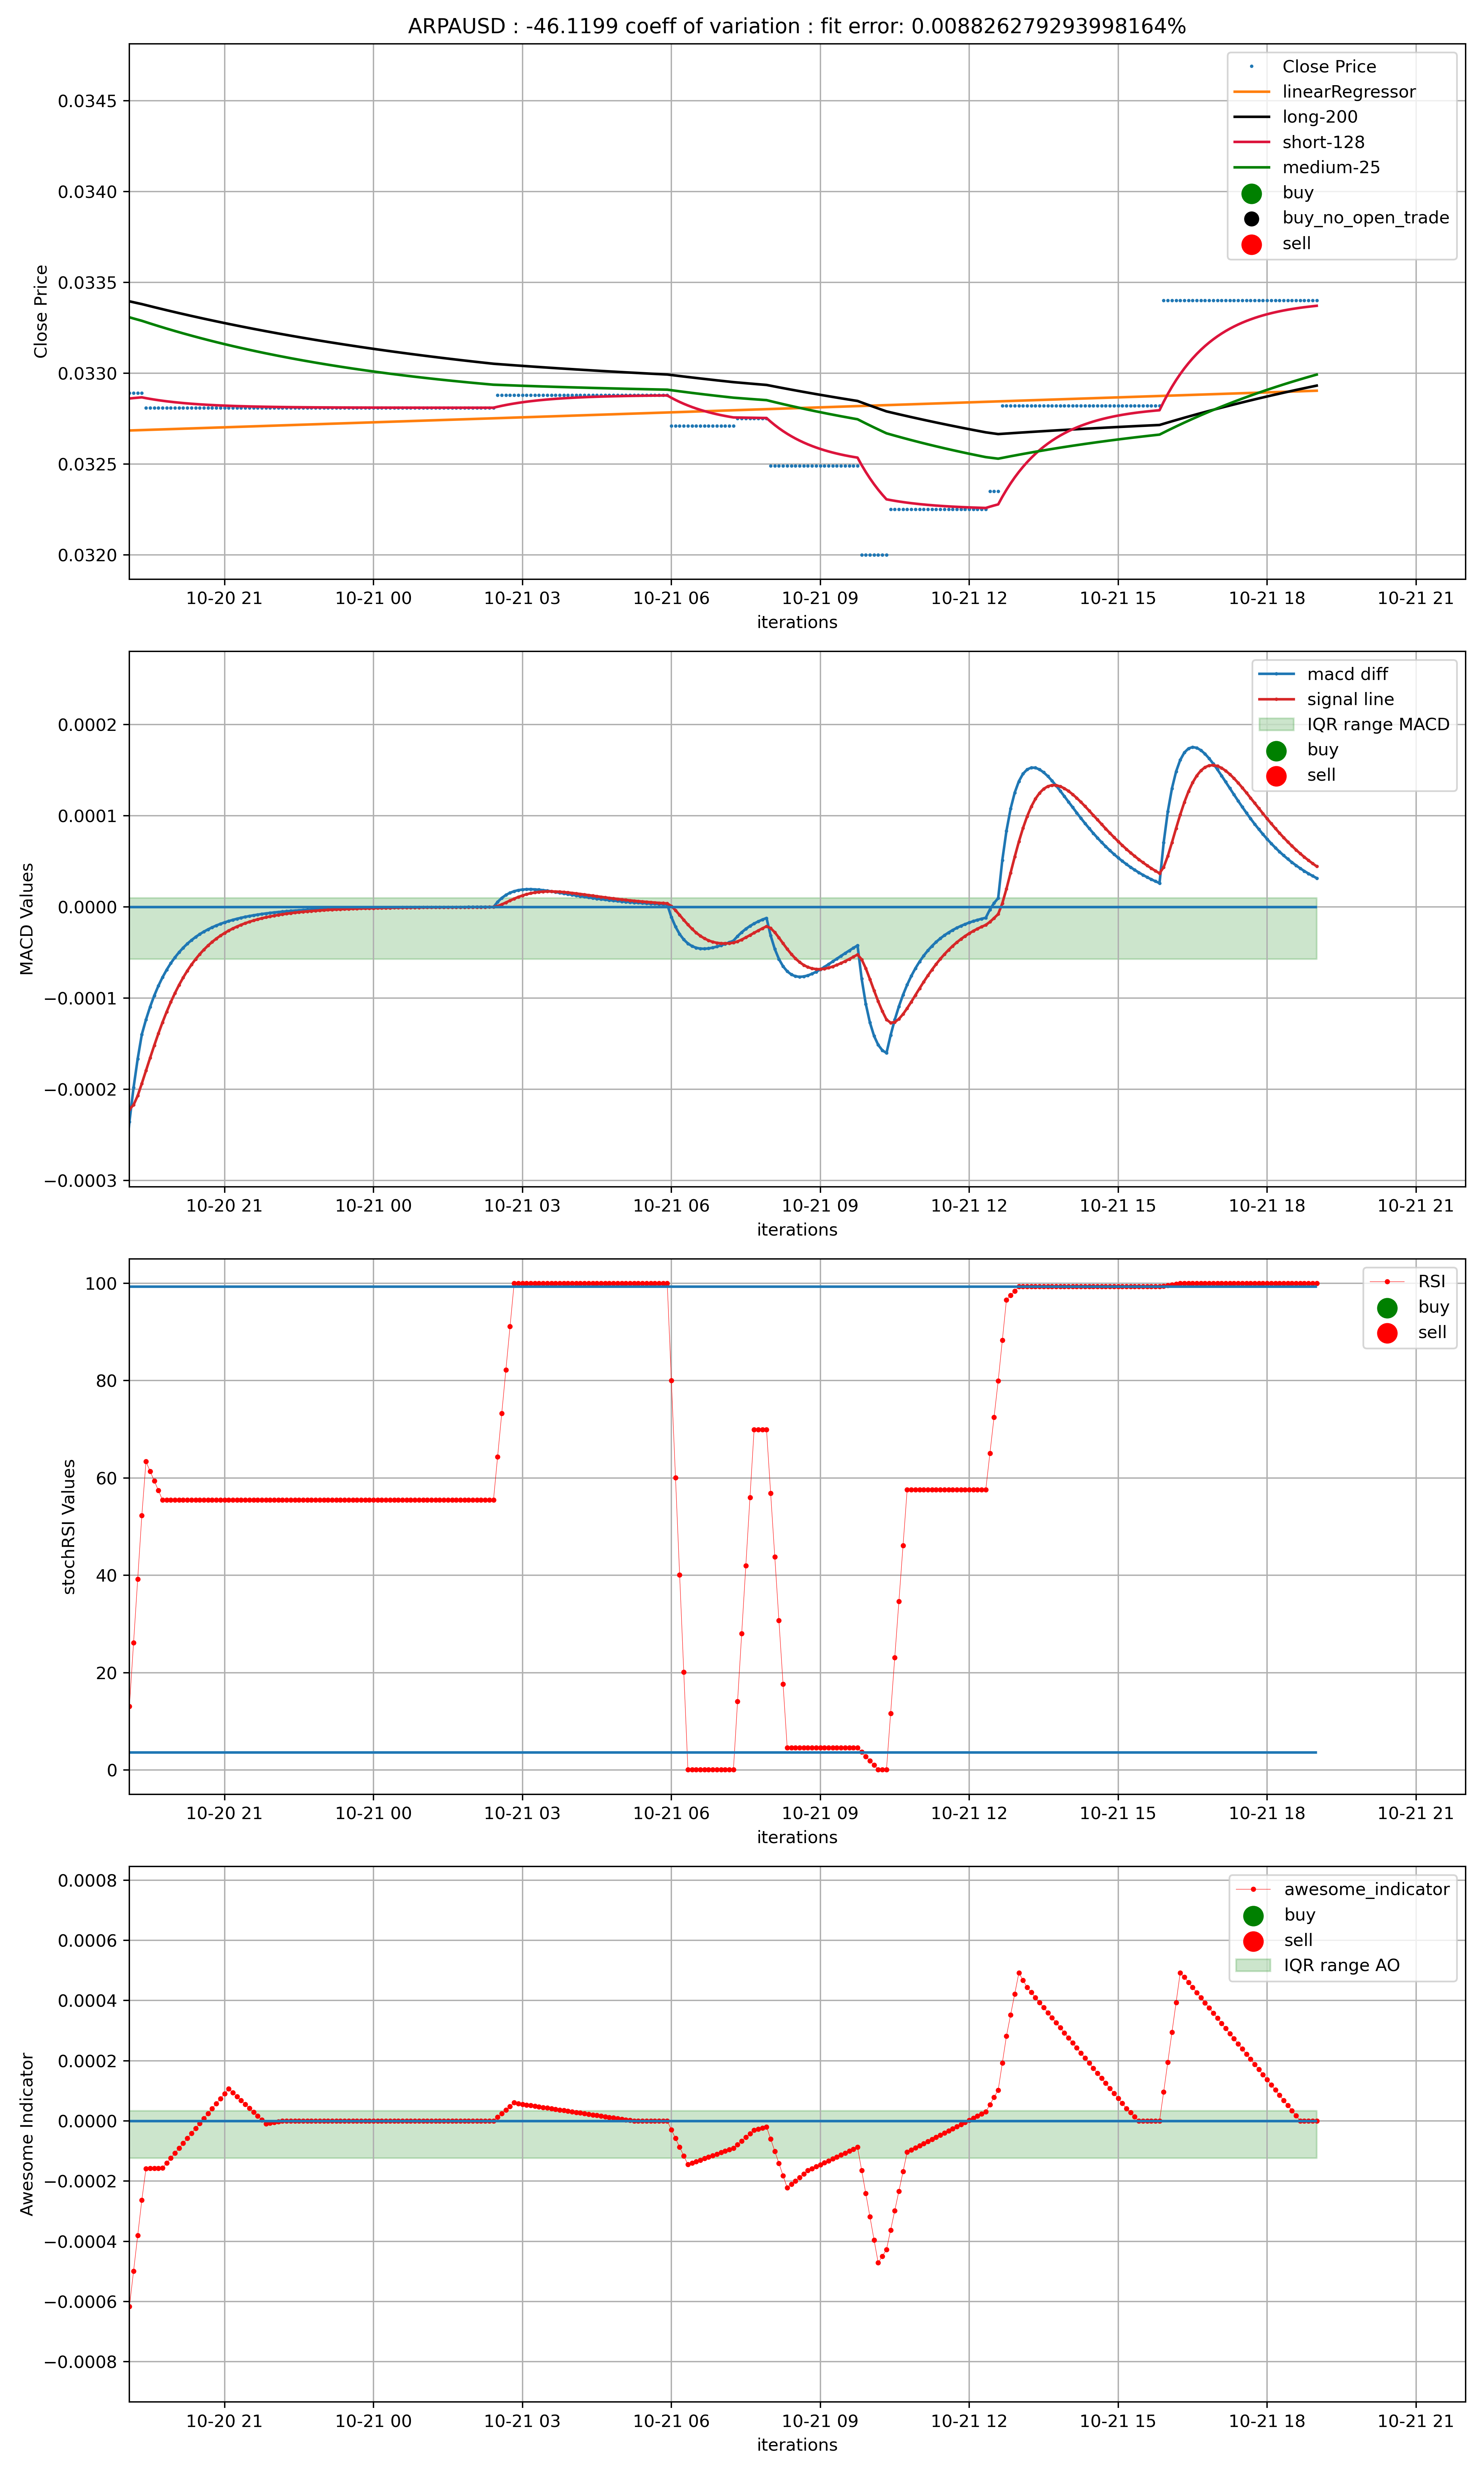 ARPAUSD : -46.1199 coeff of variation : fit error: 0.008826279293998164%
Close Price
linearRegressor
long-200
short-128
medium-25
buy
buy_no_open_trade
sell
0.0345
0.0340
0.0335
0.0330
0.0325
0.0320
Close Price
10-20 21 10-21 00 10-21 03 10-21 06 10-21 09 10-21 12 10-21 15 10-21 18 10-21 21
iterations
macd diff
signal line
IQR range MACD
buy
sell
0.0002
0.0001
0.0000
−0.0001
−0.0002
−0.0003
MACD Values
10-20 21 10-21 00 10-21 03 10-21 06 10-21 09 10-21 12 10-21 15 10-21 18 10-21 21
iterations
RSI
buy
sell
100
80
60
40
20
0
stochRSI Values
10-20 21 10-21 00 10-21 03 10-21 06 10-21 09 10-21 12 10-21 15 10-21 18 10-21 21
iterations
awesome_indicator
buy
sell
IQR range AO
0.0008
0.0006
0.0004
0.0002
0.0000
−0.0002
−0.0004
−0.0006
−0.0008
Awesome Indicator
10-20 21 10-21 00 10-21 03 10-21 06 10-21 09 10-21 12 10-21 15 10-21 18 10-21 21
iterations